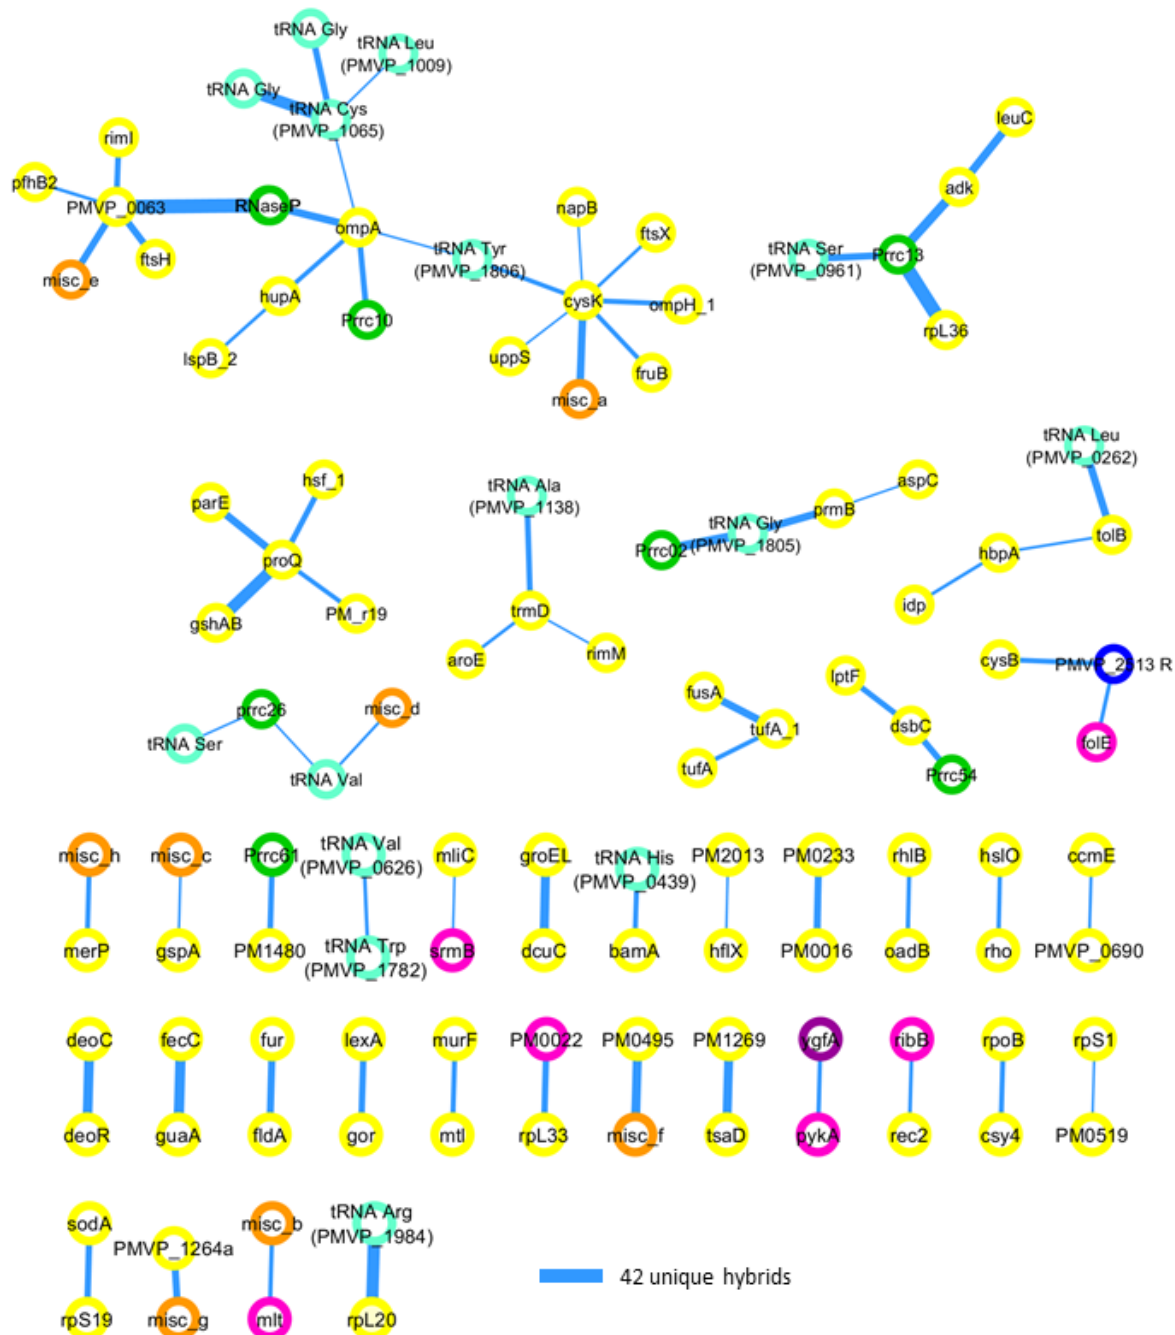 tRNA Gly
tRNA Leu
(PMVP_1009)
tRNA Gly
tRNA Cys
(PMVP_1065)
rimI
pfhB2
PMVP_0063
RNaseP
ompA
misc_e
ftsH
hupA
Prrc10
lspB_2
tRNA Tyr
(PMVP_1806)
napB
ftsX
cysK
ompH_1
uppS
fruB
misc_a
leuC
adk
tRNA Ser
(PMVP_0961)
Prrc13
rpL36
hsf_1
parE
proQ
gshAB
PM_r19
tRNA Ala
(PMVP_1138)
trmD
aroE
rimM
aspC
prmB
tRNA Gly
(PMVP_1805)
Prrc02
tRNA Leu
(PMVP_0262)
tolB
hbpA
idp
cysB
folE
prrc26
misc_d
tRNA Ser
tRNA Val
fusA
tufA_1
tufA
lptF
dsbC
Prrc54
misc_h
misc_c
Prrc61
tRNA Val
(PMVP_0626)
mliC
groEL
tRNA His
(PMVP_0439)
PM2013
PM0233
rhlB
hslO
ccmE
merP
gspA
PM1480
tRNA Trp
(PMVP_1782)
srmB
dcuC
bamA
hflX
PM0016
oadB
rho
PMVP_0690
deoC
fecC
fur
lexA
murF
PM0022
PM0495
PM1269
ygfA
ribB
rpoB
rpS1
deoR
guaA
fldA
gor
mtl
rpL33
misc_f
tsaD
pykA
rec2
csy4
PM0519
sodA
PMVP_1264a
misc_b
tRNA Arg
(PMVP_1984)
rpS19
misc_g
mlt
rpL20
42 unique hybrids